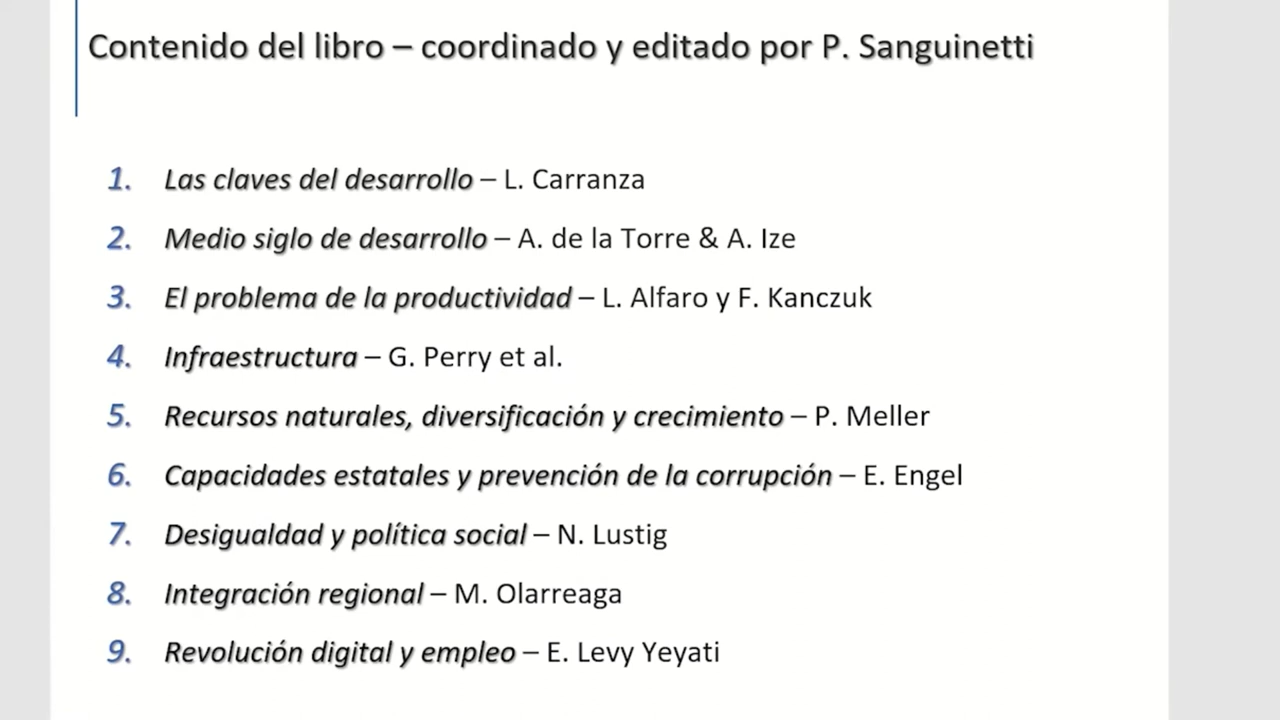 Contenido del libro – coordinado y editado por P. Sanguinetti
1. Las claves del desarrollo – L. Carranza
2. Medio siglo de desarrollo – A. de la Torre & A. Ize
3. El problema de la productividad – L. Alfaro y F. Kanczuk
4. Infraestructura – G. Perry et al.
5. Recursos naturales, diversificación y crecimiento – P. Meller
6. Capacidades estatales y prevención de la corrupción – E. Engel
7. Desigualdad y política social – N. Lustig
8. Integración regional – M. Olarreaga
9. Revolución digital y empleo – E. Levy Yeyati